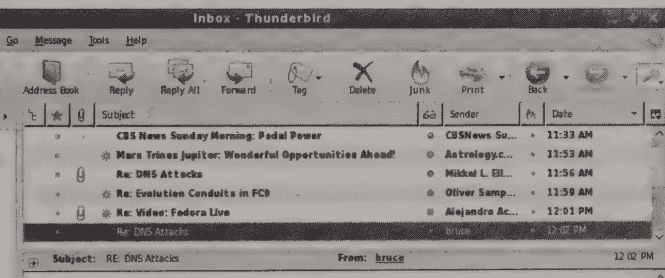 Inbox - Thunderbird
Go Message Tools Help
Address Book Reply Reply All Forward Tag Delete Junk Print Back
Subject Sender Date
CBS News Sunday Morning: Pedal Power CBSNews Su... 11:33 AM
Mars Trines Jupiter: Wonderful Opportunities Ahead! Astrology.c... 11:53 AM
Re: DNS Attacks Mikkel L. Ell... 11:56 AM
Re: Evolution Conduits in FC9 Oliver Samp... 11:59 AM
Re: Video: Fedora Live Alejandro Ac... 12:01 PM
Re: DNS Attacks bruce 12:02 PM
Subject: RE: DNS Attacks From: bruce 12:02 PM